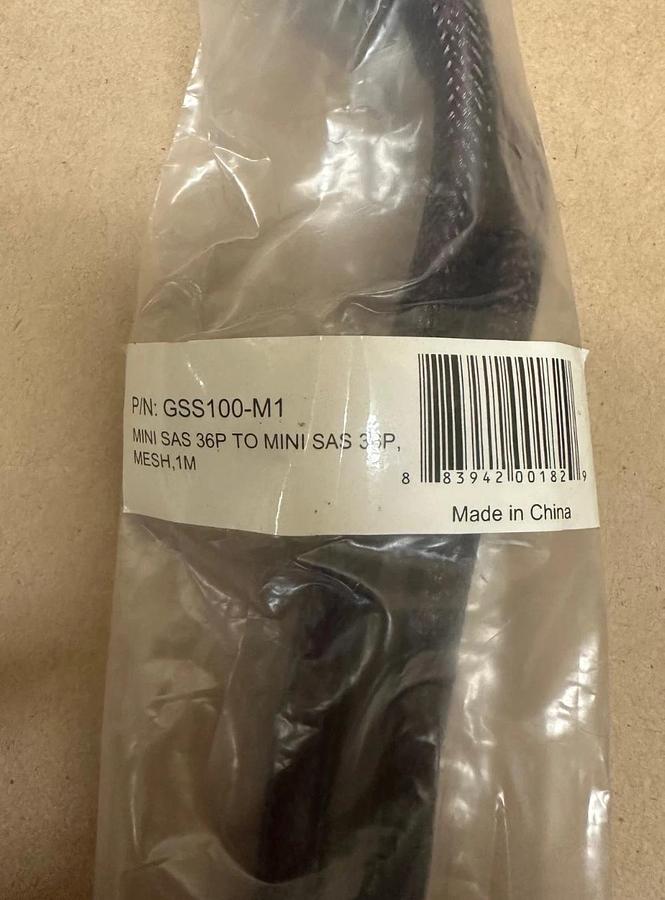 P/N: GSS100-M1
MINI SAS 36P TO MINI SAS 36P,
MESH,1M
8 83942 00182 9
Made in China